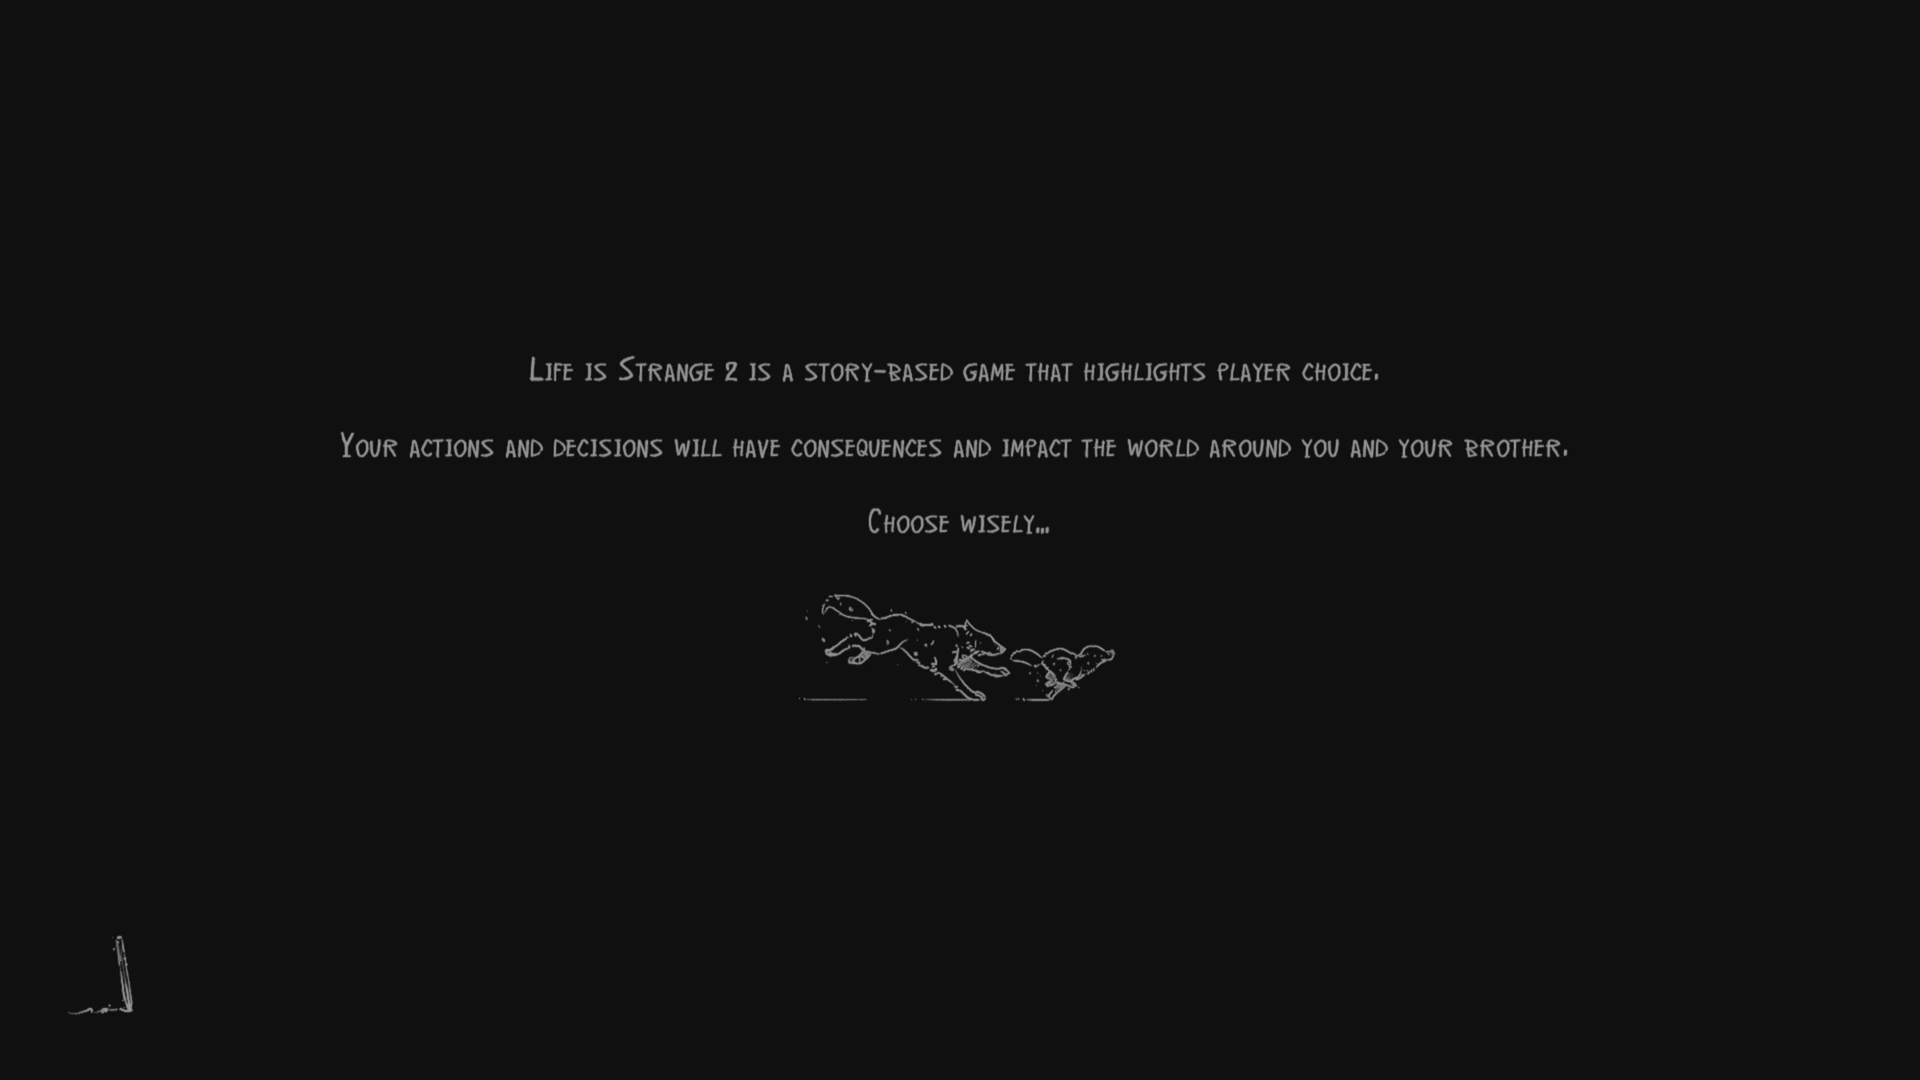 Life is Strange 2 is a story-based game that highlights player choice.
Your actions and decisions will have consequences and impact the world around you and your brother.
Choose wisely...